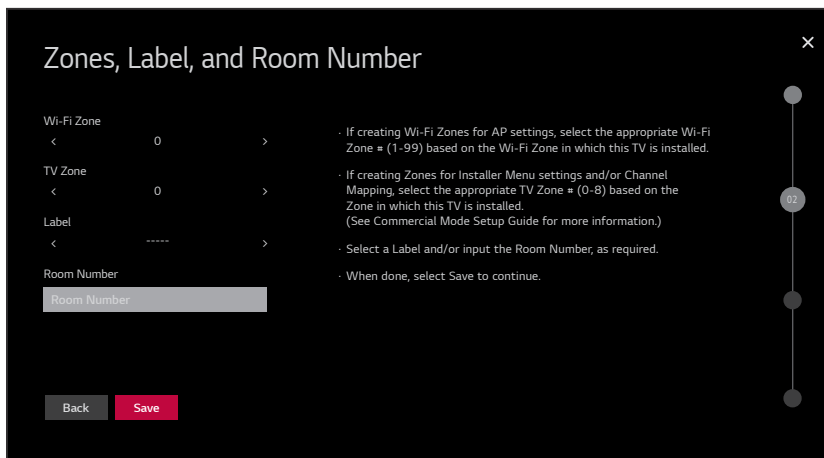 Zones, Label, and Room Number
×
Wi-Fi Zone
< 0 >
TV Zone
< 0 >
Label
< ----- >
Room Number
Room Number
· If creating Wi-Fi Zones for AP settings, select the appropriate Wi-Fi
Zone # (1-99) based on the Wi-Fi Zone in which this TV is installed.
· If creating Zones for Installer Menu settings and/or Channel
Mapping, select the appropriate TV Zone # (0-8) based on the
Zone in which this TV is installed.
(See Commercial Mode Setup Guide for more information.)
· Select a Label and/or input the Room Number, as required.
· When done, select Save to continue.
02
Back Save